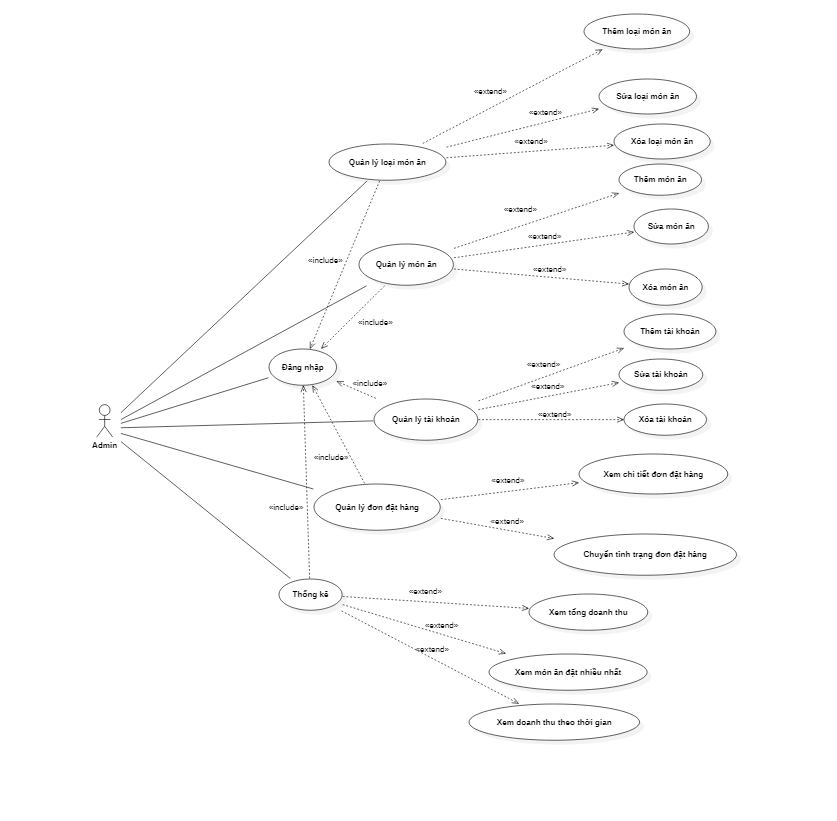 Thêm loại món ăn
«extend»
Sửa loại món ăn
«extend»
Xóa loại món ăn
«extend»
Quản lý loại món ăn
Thêm món ăn
«extend»
Sửa món ăn
«extend»
«include»
Quản lý món ăn
«extend»
Xóa món ăn
«include»
Thêm tài khoản
«extend»
Đăng nhập
Sửa tài khoản
«include»
«extend»
Quản lý tài khoản
«extend»
Xóa tài khoản
Admin
«include»
Xem chi tiết đơn đặt hàng
«extend»
«include»
Quản lý đơn đặt hàng
«extend»
Chuyển tình trạng đơn đặt hàng
Thống kê
«extend»
Xem tổng doanh thu
«extend»
«extend»
Xem món ăn đặt nhiều nhất
Xem doanh thu theo thời gian